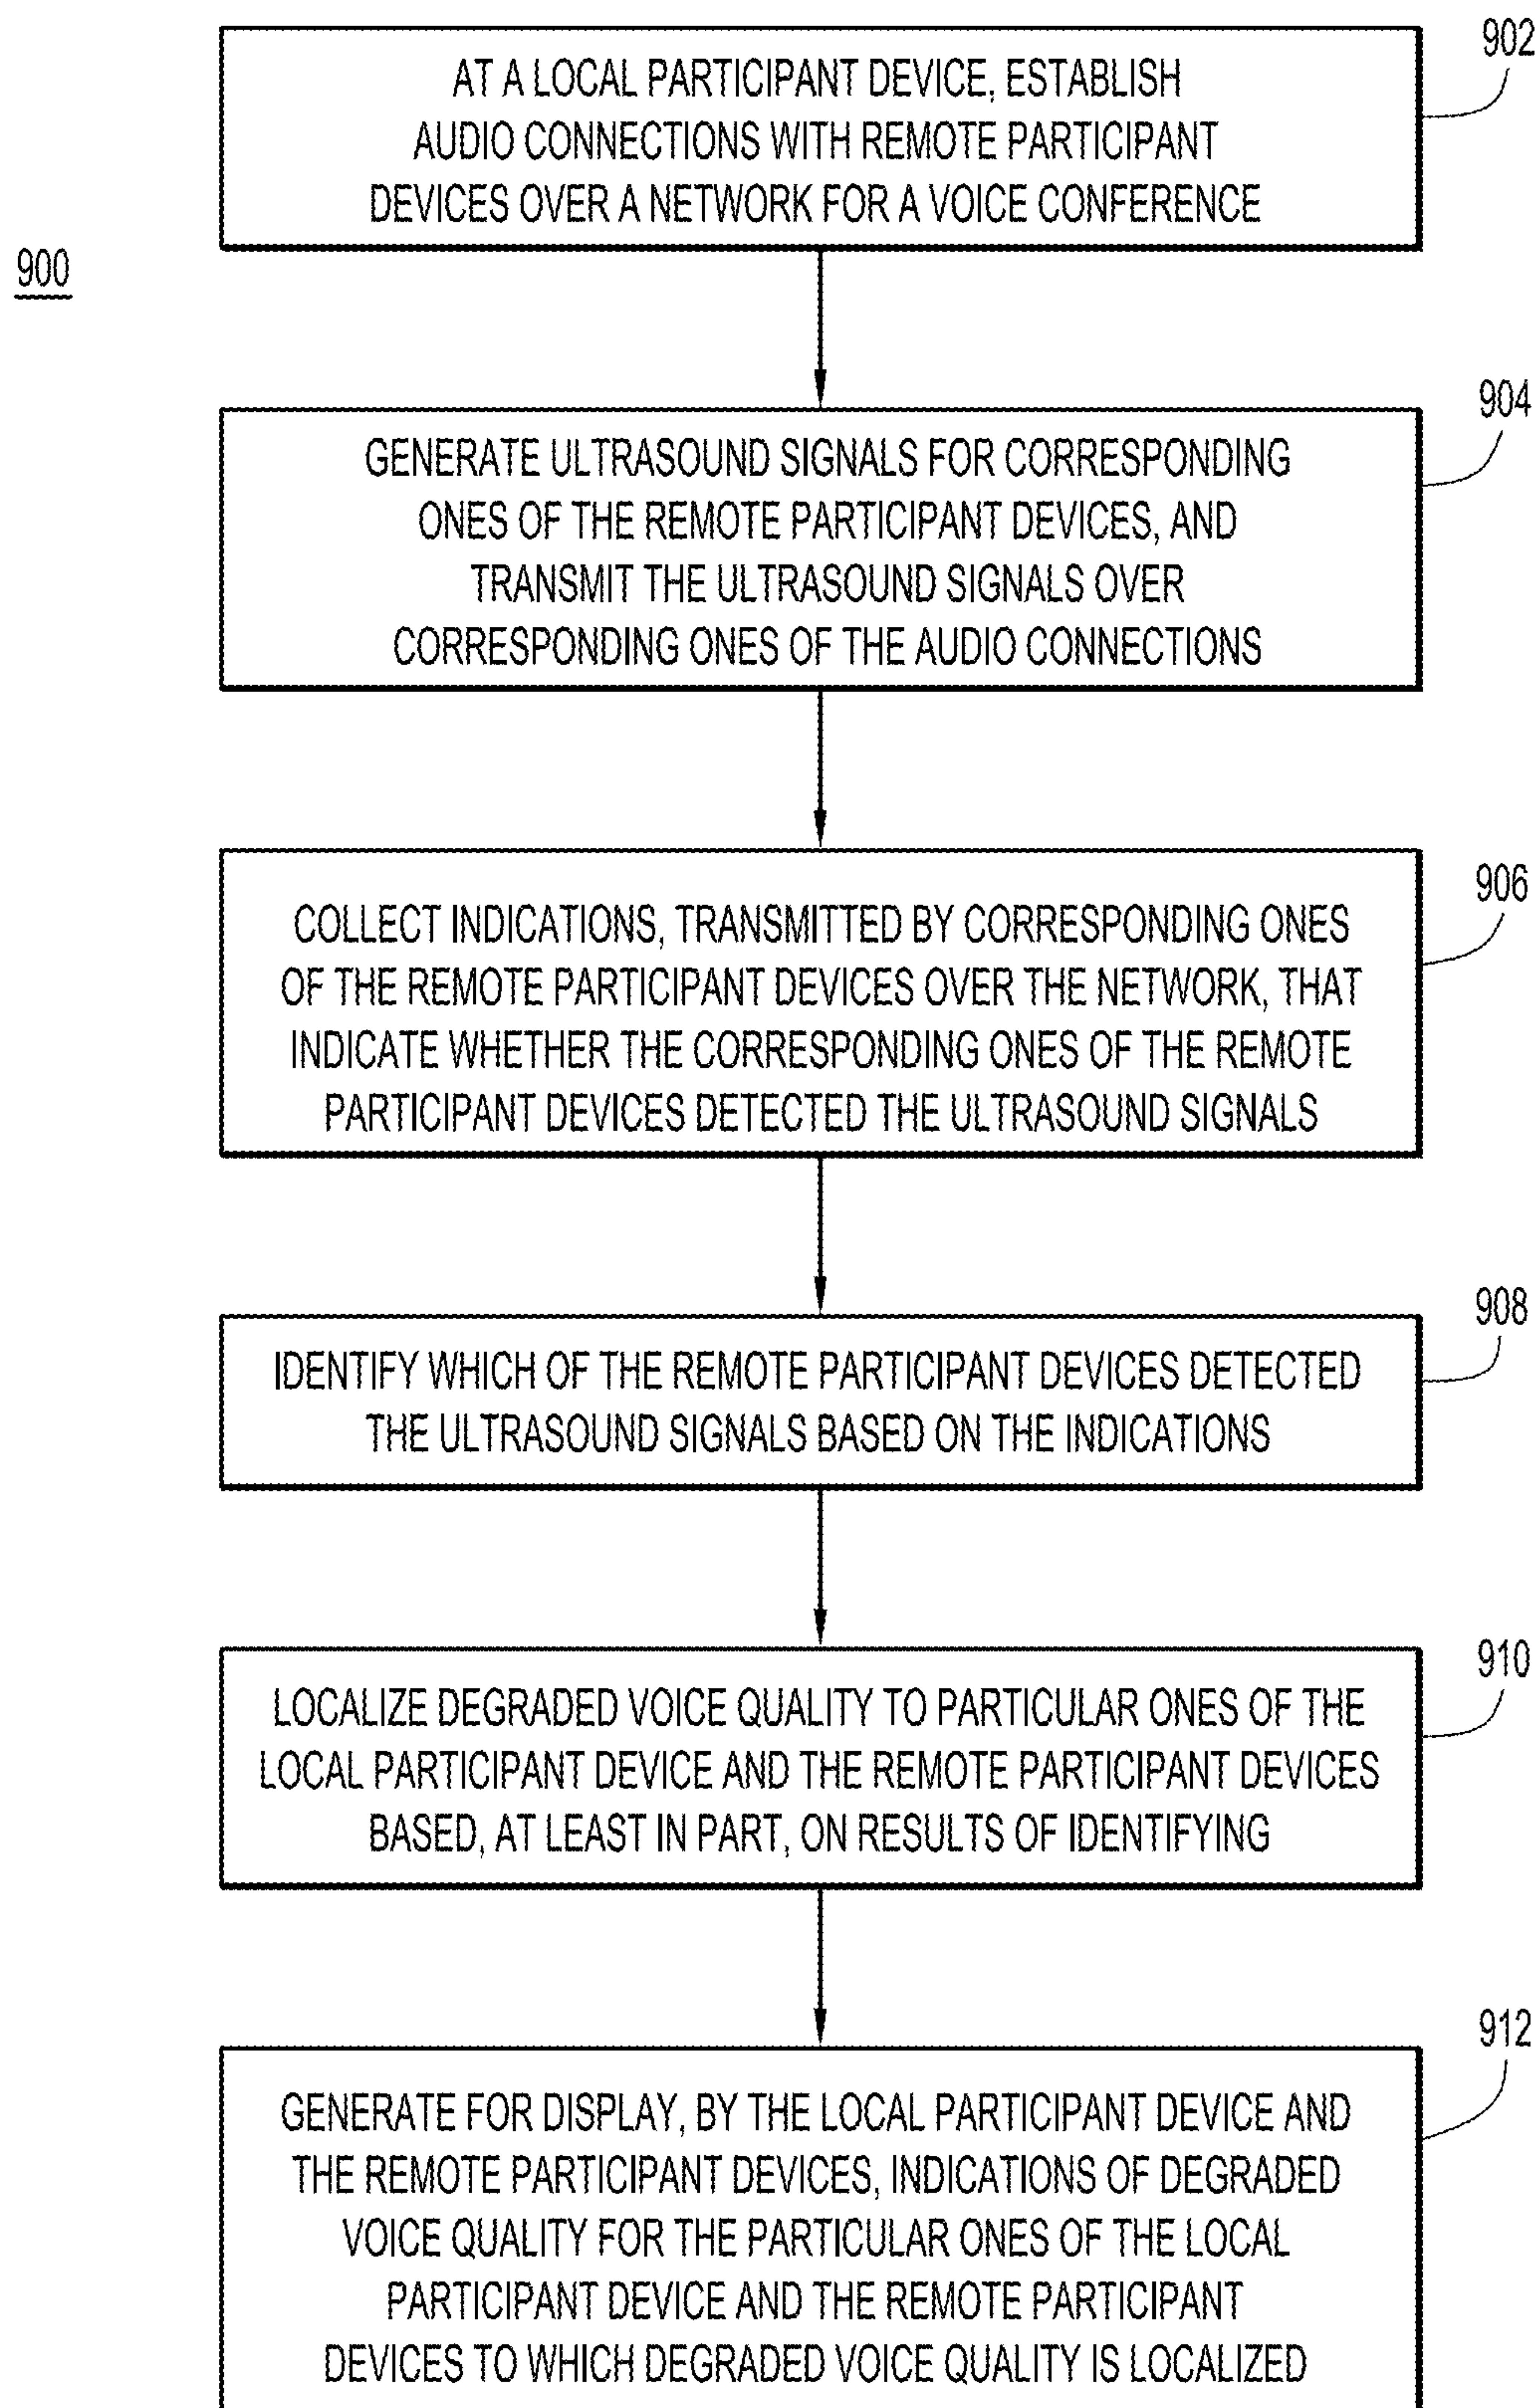 902
AT A LOCAL PARTICIPANT DEVICE, ESTABLISH
AUDIO CONNECTIONS WITH REMOTE PARTICIPANT
DEVICES OVER A NETWORK FOR A VOICE CONFERENCE
900
904
GENERATE ULTRASOUND SIGNALS FOR CORRESPONDING
ONES OF THE REMOTE PARTICIPANT DEVICES, AND
TRANSMIT THE ULTRASOUND SIGNALS OVER
CORRESPONDING ONES OF THE AUDIO CONNECTIONS
906
COLLECT INDICATIONS, TRANSMITTED BY CORRESPONDING ONES
OF THE REMOTE PARTICIPANT DEVICES OVER THE NETWORK, THAT
INDICATE WHETHER THE CORRESPONDING ONES OF THE REMOTE
PARTICIPANT DEVICES DETECTED THE ULTRASOUND SIGNALS
908
IDENTIFY WHICH OF THE REMOTE PARTICIPANT DEVICES DETECTED
THE ULTRASOUND SIGNALS BASED ON THE INDICATIONS
910
LOCALIZE DEGRADED VOICE QUALITY TO PARTICULAR ONES OF THE
LOCAL PARTICIPANT DEVICE AND THE REMOTE PARTICIPANT DEVICES
BASED, AT LEAST IN PART, ON RESULTS OF IDENTIFYING
912
GENERATE FOR DISPLAY, BY THE LOCAL PARTICIPANT DEVICE AND
THE REMOTE PARTICIPANT DEVICES, INDICATIONS OF DEGRADED
VOICE QUALITY FOR THE PARTICULAR ONES OF THE LOCAL
PARTICIPANT DEVICE AND THE REMOTE PARTICIPANT
DEVICES TO WHICH DEGRADED VOICE QUALITY IS LOCALIZED